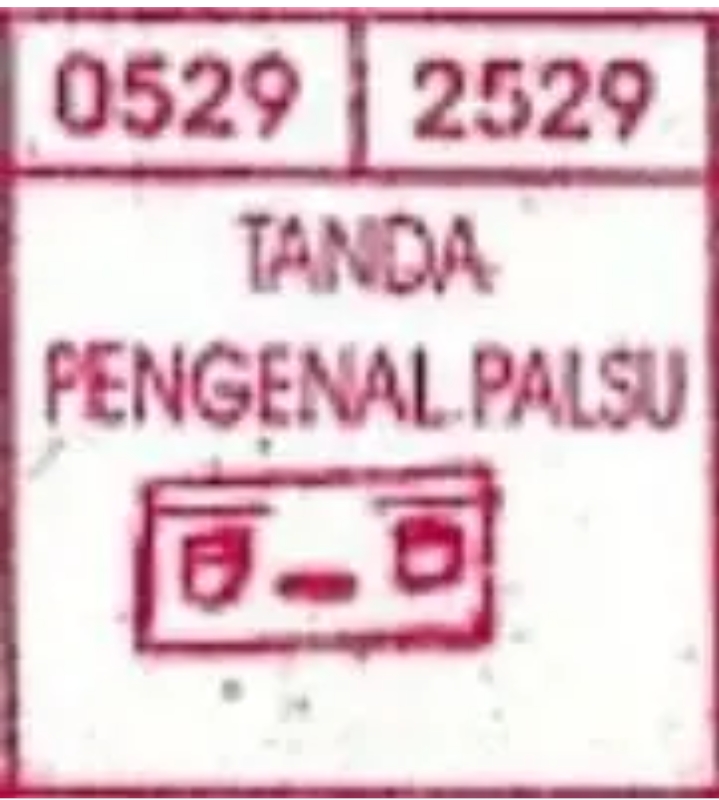 0529 2529
TANDA
PENGENAL PALSU